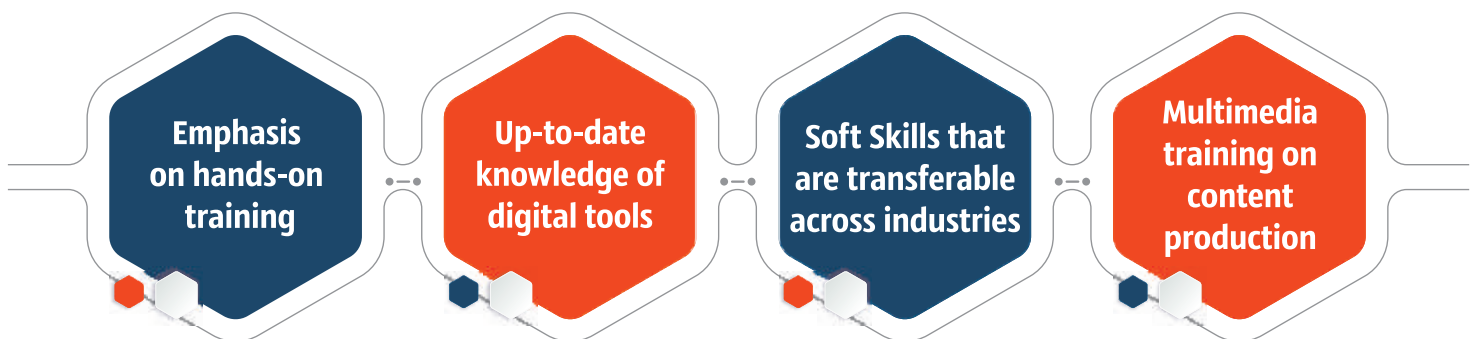 Emphasis
on hands-on
training
Up-to-date
knowledge of
digital tools
Soft Skills that
are transferable
across industries
Multimedia
training on
content
production